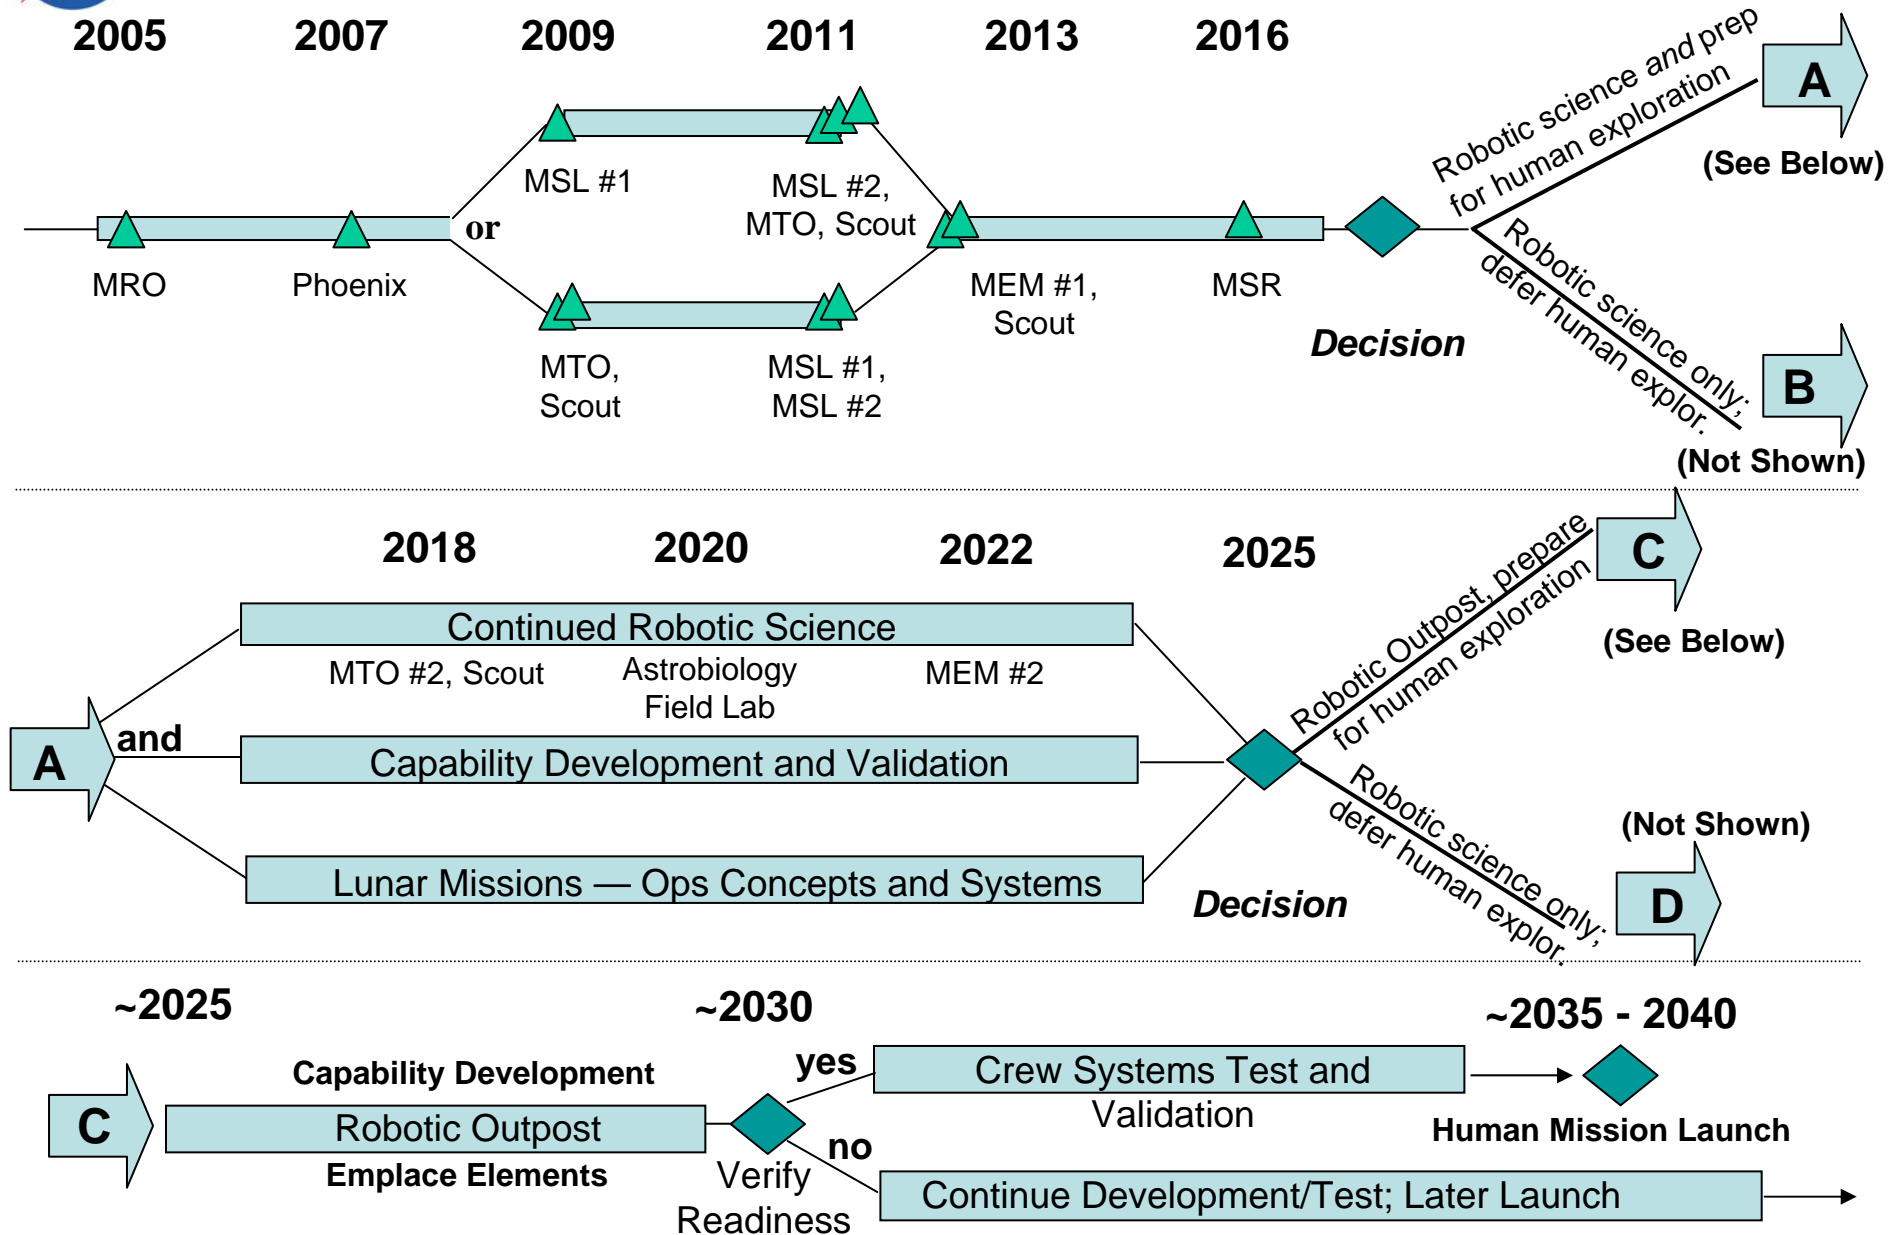 2005 2007 2009 2011 2013 2016
Robotic science and prep
for human exploration
A
(See Below)
MSL #1
MSL #2,
MTO, Scout
or
MRO
Phoenix
MEM #1,
Scout
MSR
MTO,
Scout
MSL #1,
MSL #2
Decision
Robotic science only;
defer human explor.
B
(Not Shown)
2018 2020 2022 2025
Robotic Outpost, prepare
for human exploration
C
(See Below)
Continued Robotic Science
MTO #2, Scout
Astrobiology
Field Lab
MEM #2
A
and
Capability Development and Validation
Lunar Missions — Ops Concepts and Systems
Decision
Robotic science only;
defer human explor.
(Not Shown)
D
~2025 ~2030 ~2035 - 2040
C
Capability Development
Robotic Outpost
Emplace Elements
Verify
Readiness
yes
Crew Systems Test and
Validation
Human Mission Launch
no
Continue Development/Test; Later Launch